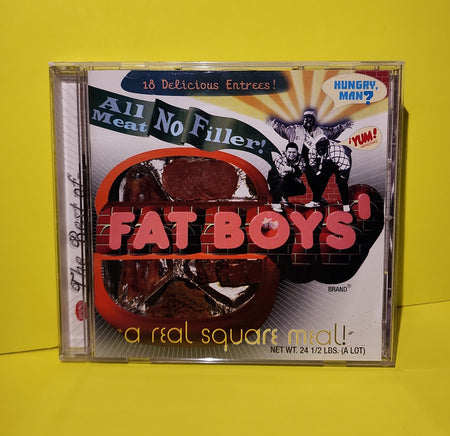 18 Delicious Entrees!
HUNGRY,
MAN?
All
Meat
No Filler!
¡YUM!
FAT BOYS¹
BRAND®
a real square meal!
NET WT. 24 1/2 LBS. (A LOT)
The Best of